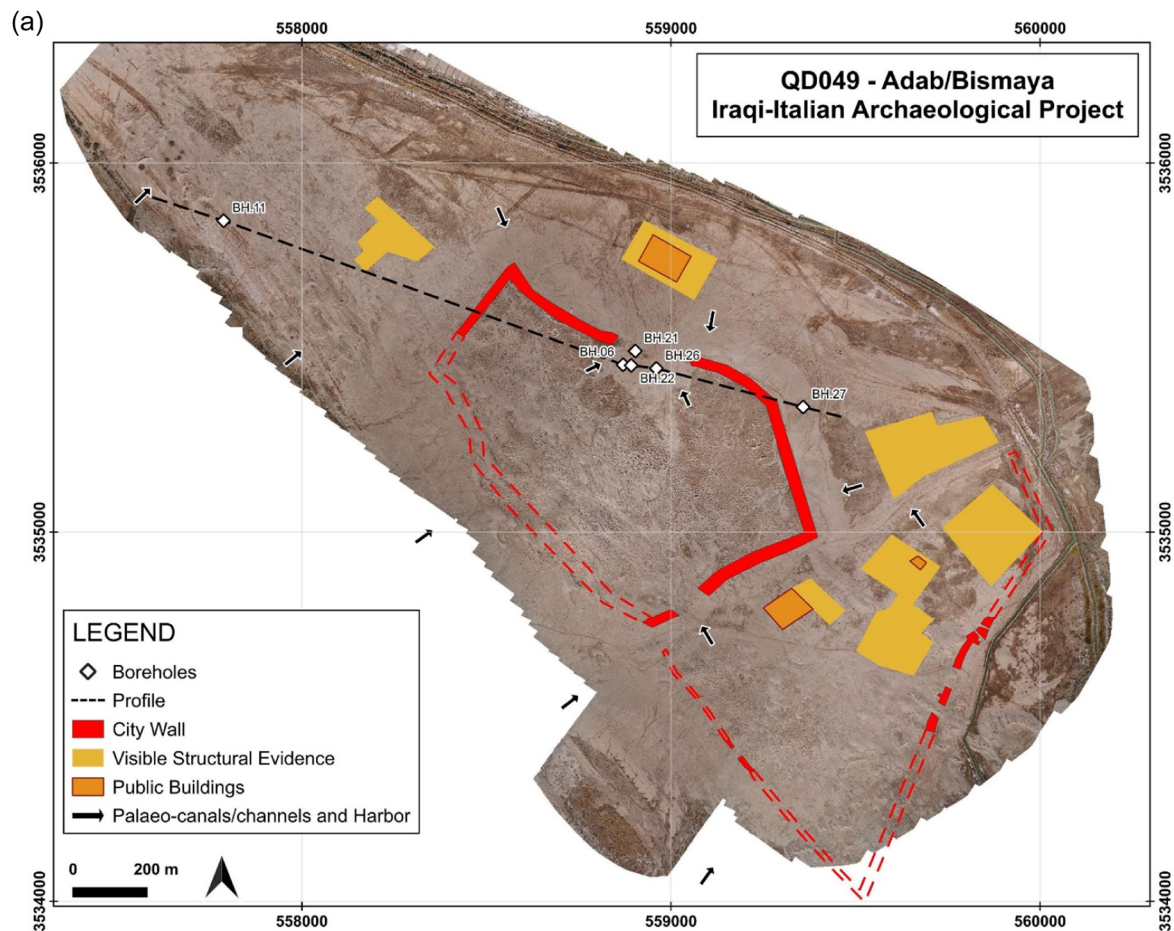 (a)
558000
559000
560000
QD049 - Adab/Bismaya
Iraqi-Italian Archaeological Project
3536000
3536000
BH.11
BH.21
BH.06
BH.26
BH.22
BH.27
3535000
3535000
LEGEND
Boreholes
Profile
City Wall
Visible Structural Evidence
Public Buildings
Palaeo-canals/channels and Harbor
0
200 m
3534000
3534000
558000
559000
560000